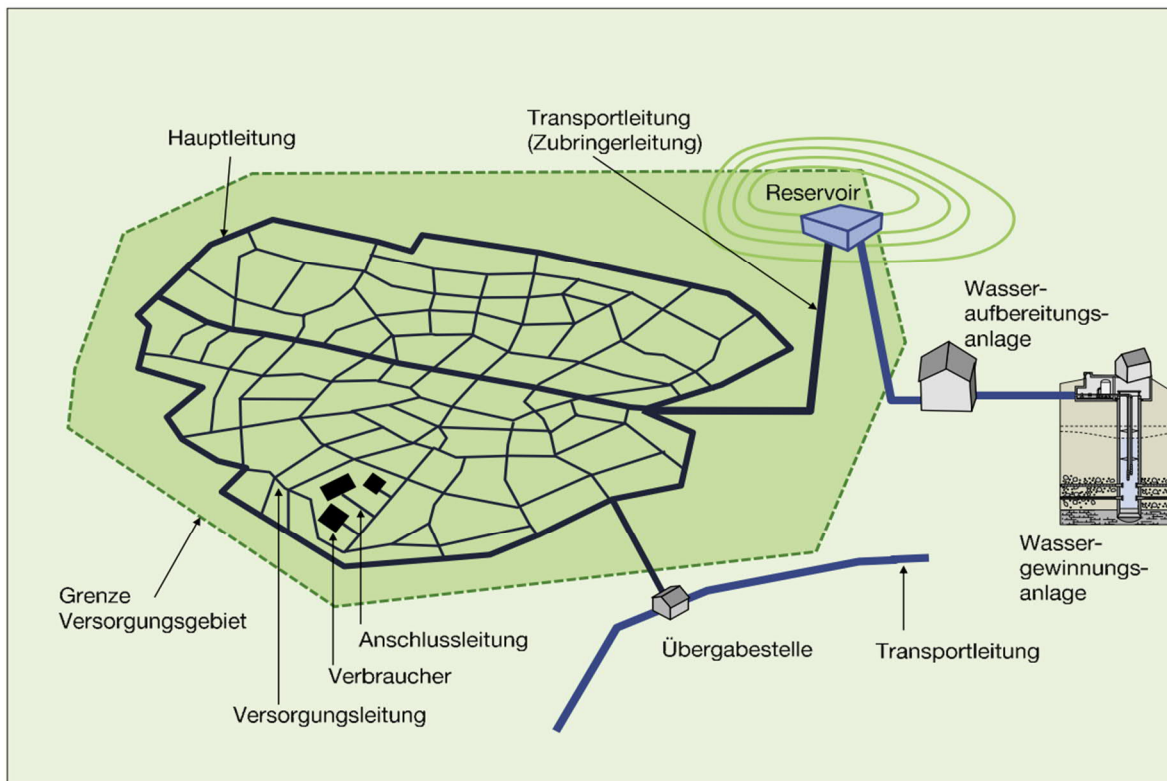 Transportleitung
(Zubringerleitung)
Hauptleitung
Reservoir
Wasser-
aufbereitungs-
anlage
Wasser-
gewinnungs-
anlage
Grenze
Versorgungsgebiet
Anschlussleitung
Verbraucher
Versorgungsleitung
Übergabestelle
Transportleitung